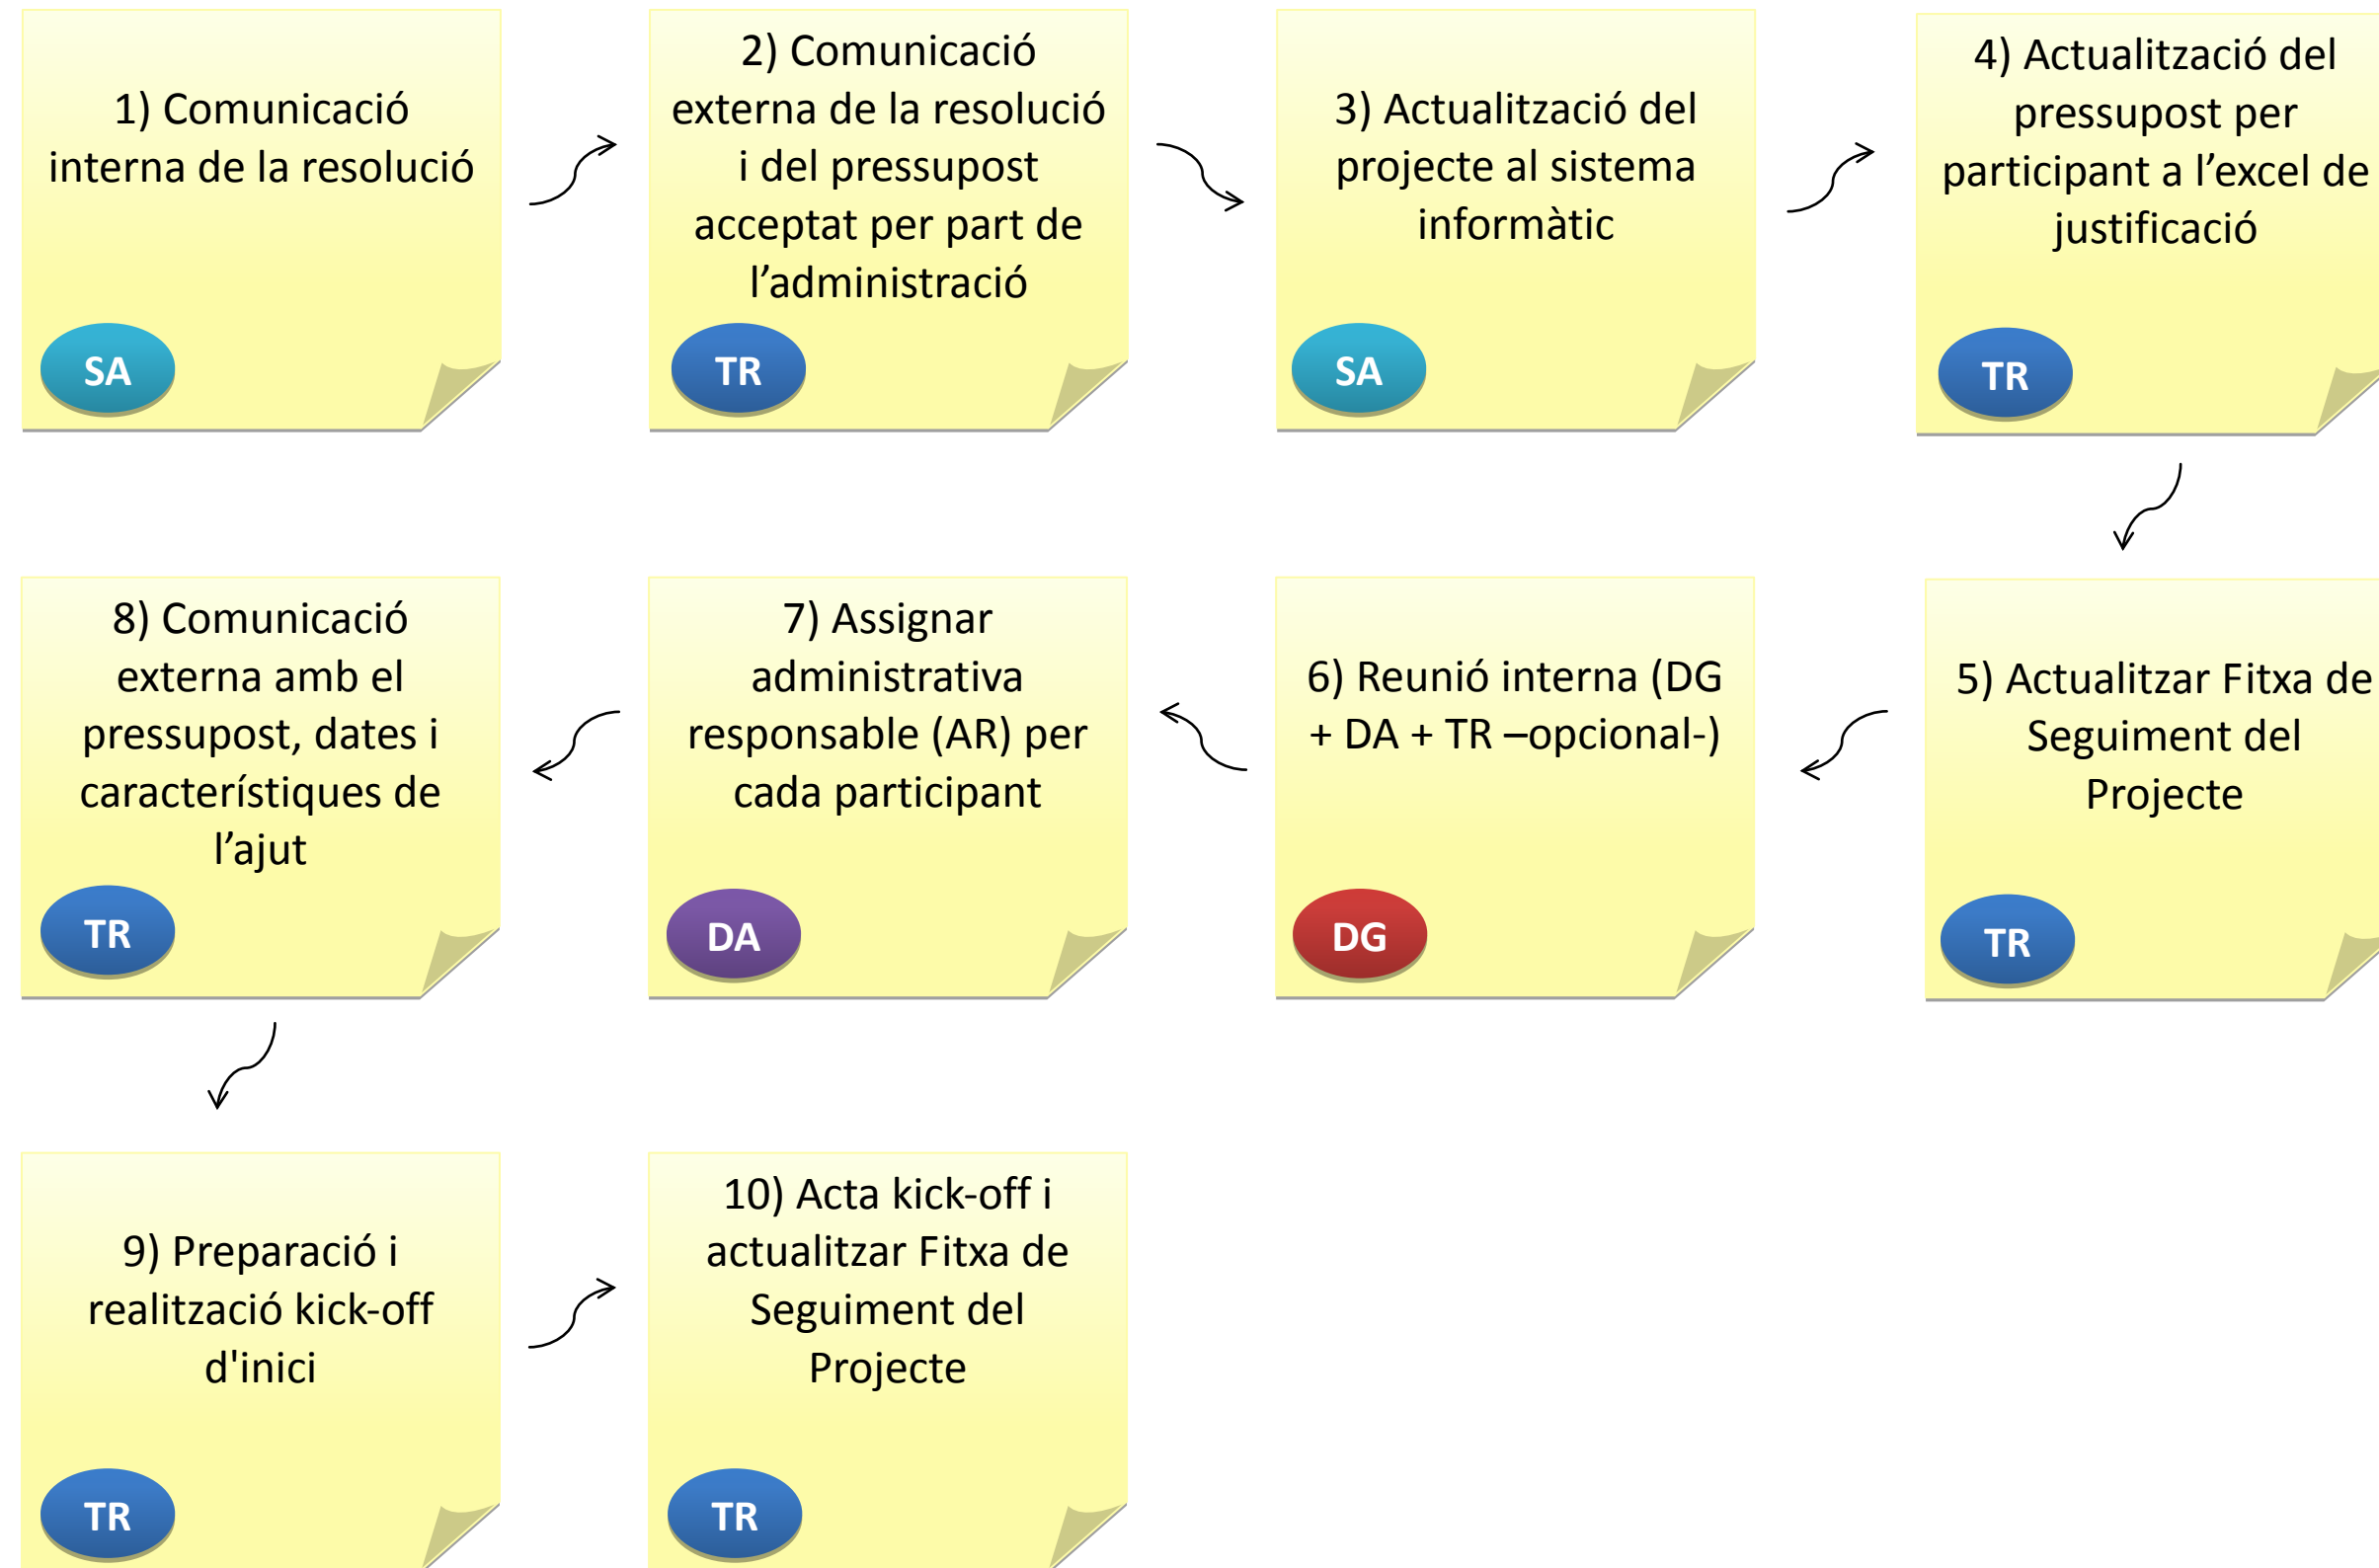 1) Comunicació
interna de la resolució
SA
2) Comunicació
externa de la resolució
i del pressupost
acceptat per part de
l’administració
TR
3) Actualització del
projecte al sistema
informàtic
SA
4) Actualització del
pressupost per
participant a l’excel de
justificació
TR
5) Actualitzar Fitxa de
Seguiment del
Projecte
TR
6) Reunió interna (DG
+ DA + TR –opcional-)
DG
7) Assignar
administrativa
responsable (AR) per
cada participant
DA
8) Comunicació
externa amb el
pressupost, dates i
característiques de
l’ajut
TR
9) Preparació i
realització kick-off
d'inici
TR
10) Acta kick-off i
actualitzar Fitxa de
Seguiment del
Projecte
TR